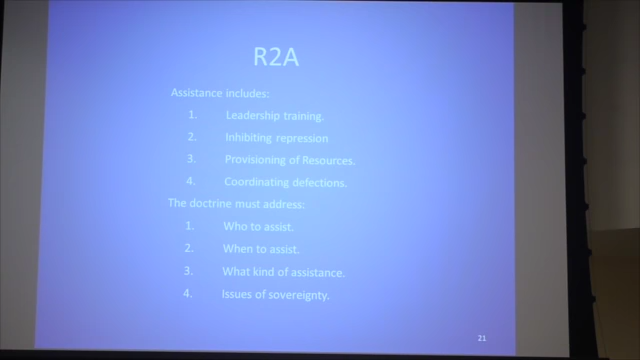 R2A
Assistance includes:
1. Leadership training.
2. Inhibiting repression
3. Provisioning of Resources.
4. Coordinating defections.
The doctrine must address:
1. Who to assist.
2. When to assist.
3. What kind of assistance.
4. Issues of sovereignty.
21